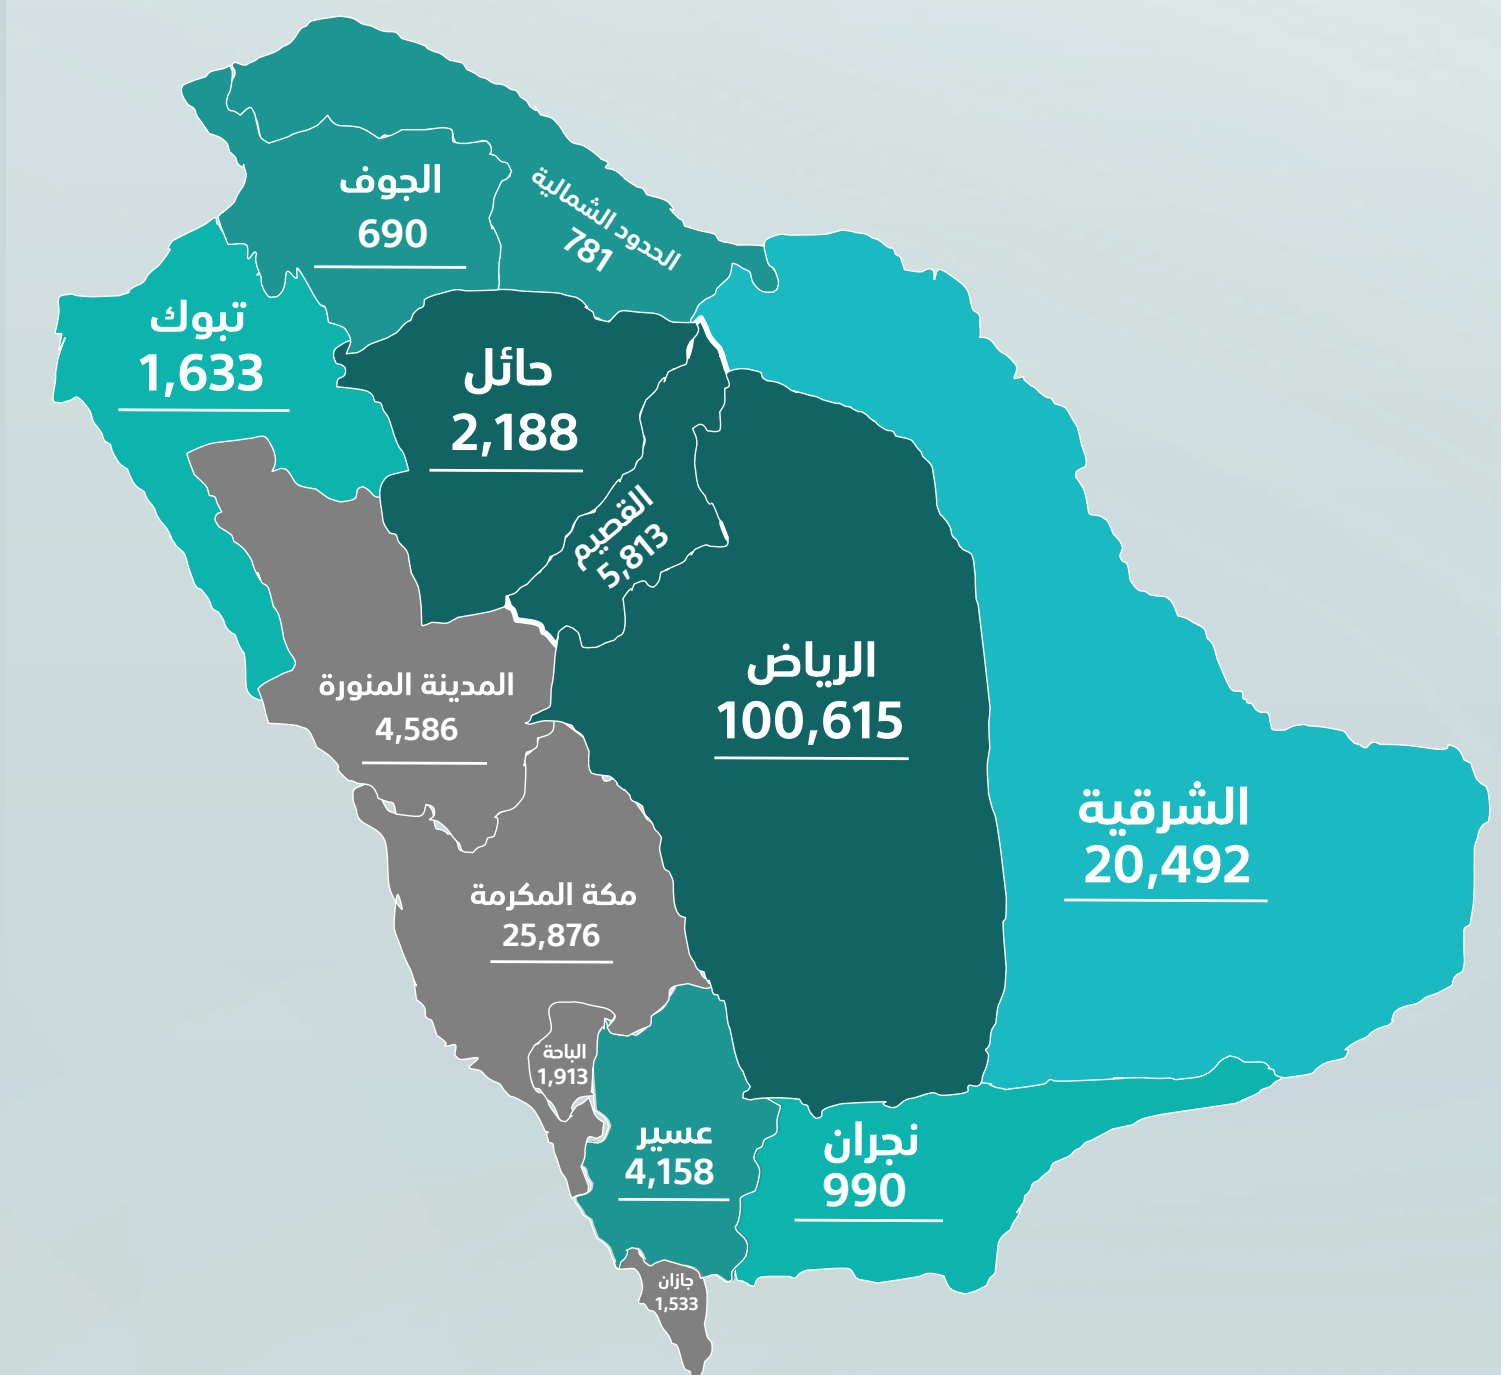 الجوف
690
الحدود الشمالية
781
تبوك
1,633
حائل
2,188
القصيم
5,813
الرياض
100,615
المدينة المنورة
4,586
الشرقية
20,492
مكة المكرمة
25,876
الباحة
1,913
عسير
4,158
نجران
990
جازان
1,533